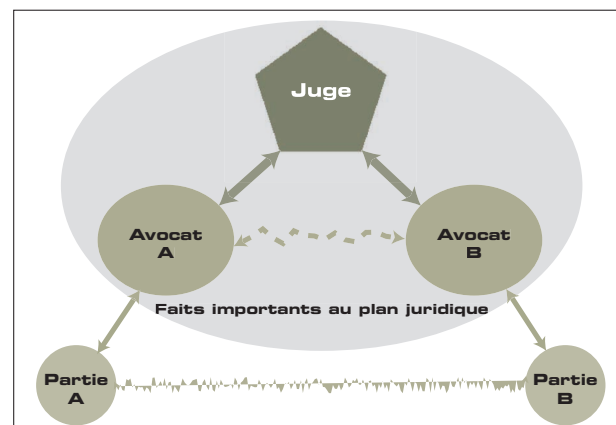 Juge
Avocat
A
Avocat
B
Faits importants au plan juridique
Partie
A
Partie
B